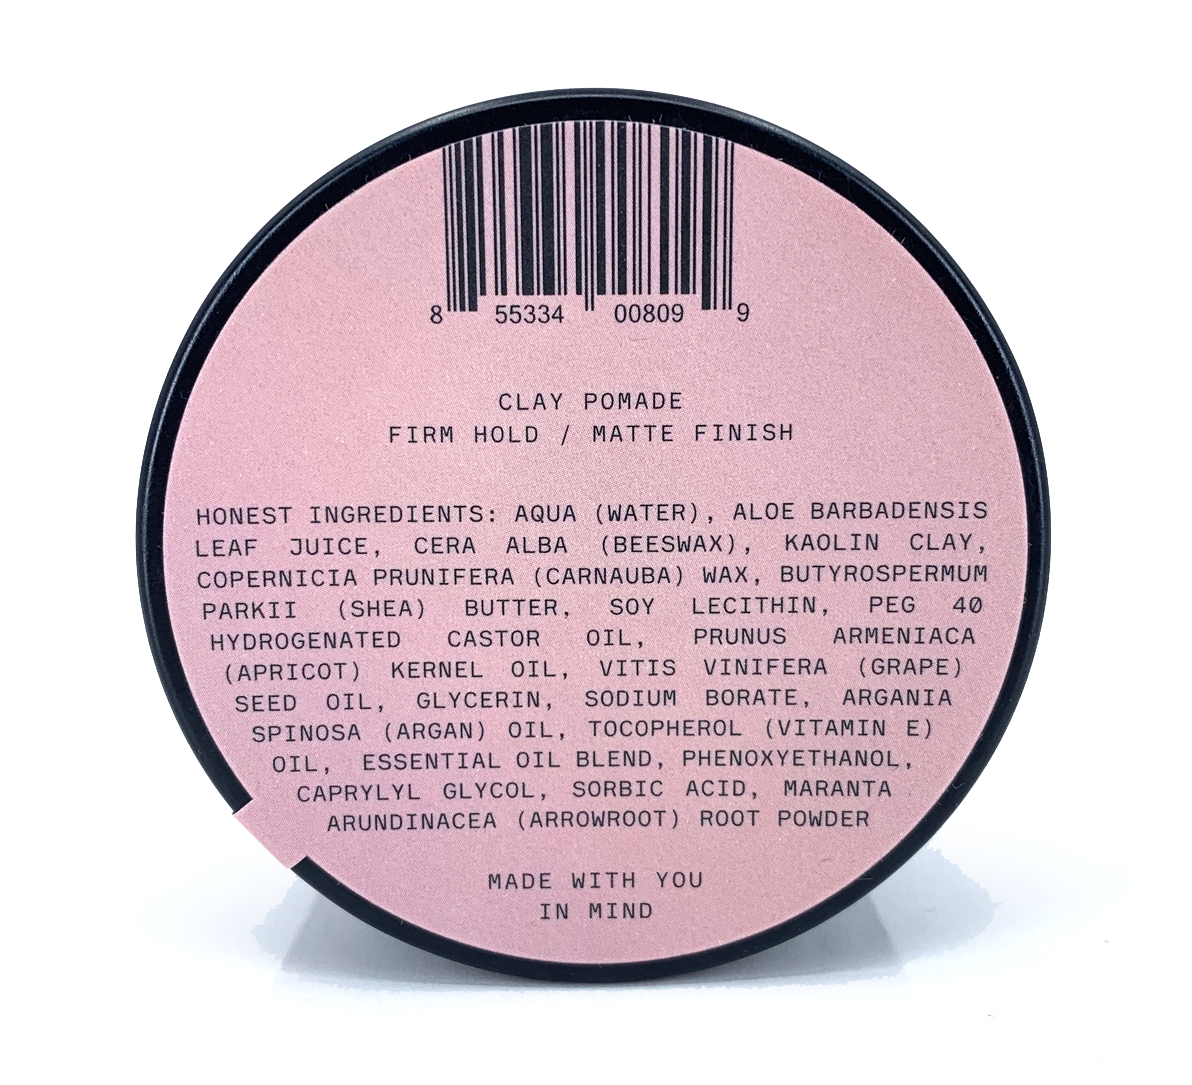 8 55334 00809 9
CLAY POMADE
FIRM HOLD / MATTE FINISH
HONEST INGREDIENTS: AQUA (WATER), ALOE BARBADENSIS
LEAF JUICE, CERA ALBA (BEESWAX), KAOLIN CLAY,
COPERNICIA PRUNIFERA (CARNAUBA) WAX, BUTYROSPERMUM
PARKII (SHEA) BUTTER, SOY LECITHIN, PEG 40
HYDROGENATED CASTOR OIL, PRUNUS ARMENIACA
(APRICOT) KERNEL OIL, VITIS VINIFERA (GRAPE)
SEED OIL, GLYCERIN, SODIUM BORATE, ARGANIA
SPINOSA (ARGAN) OIL, TOCOPHEROL (VITAMIN E)
OIL, ESSENTIAL OIL BLEND, PHENOXYETHANOL,
CAPRYLYL GLYCOL, SORBIC ACID, MARANTA
ARUNDINACEA (ARROWROOT) ROOT POWDER
MADE WITH YOU
IN MIND